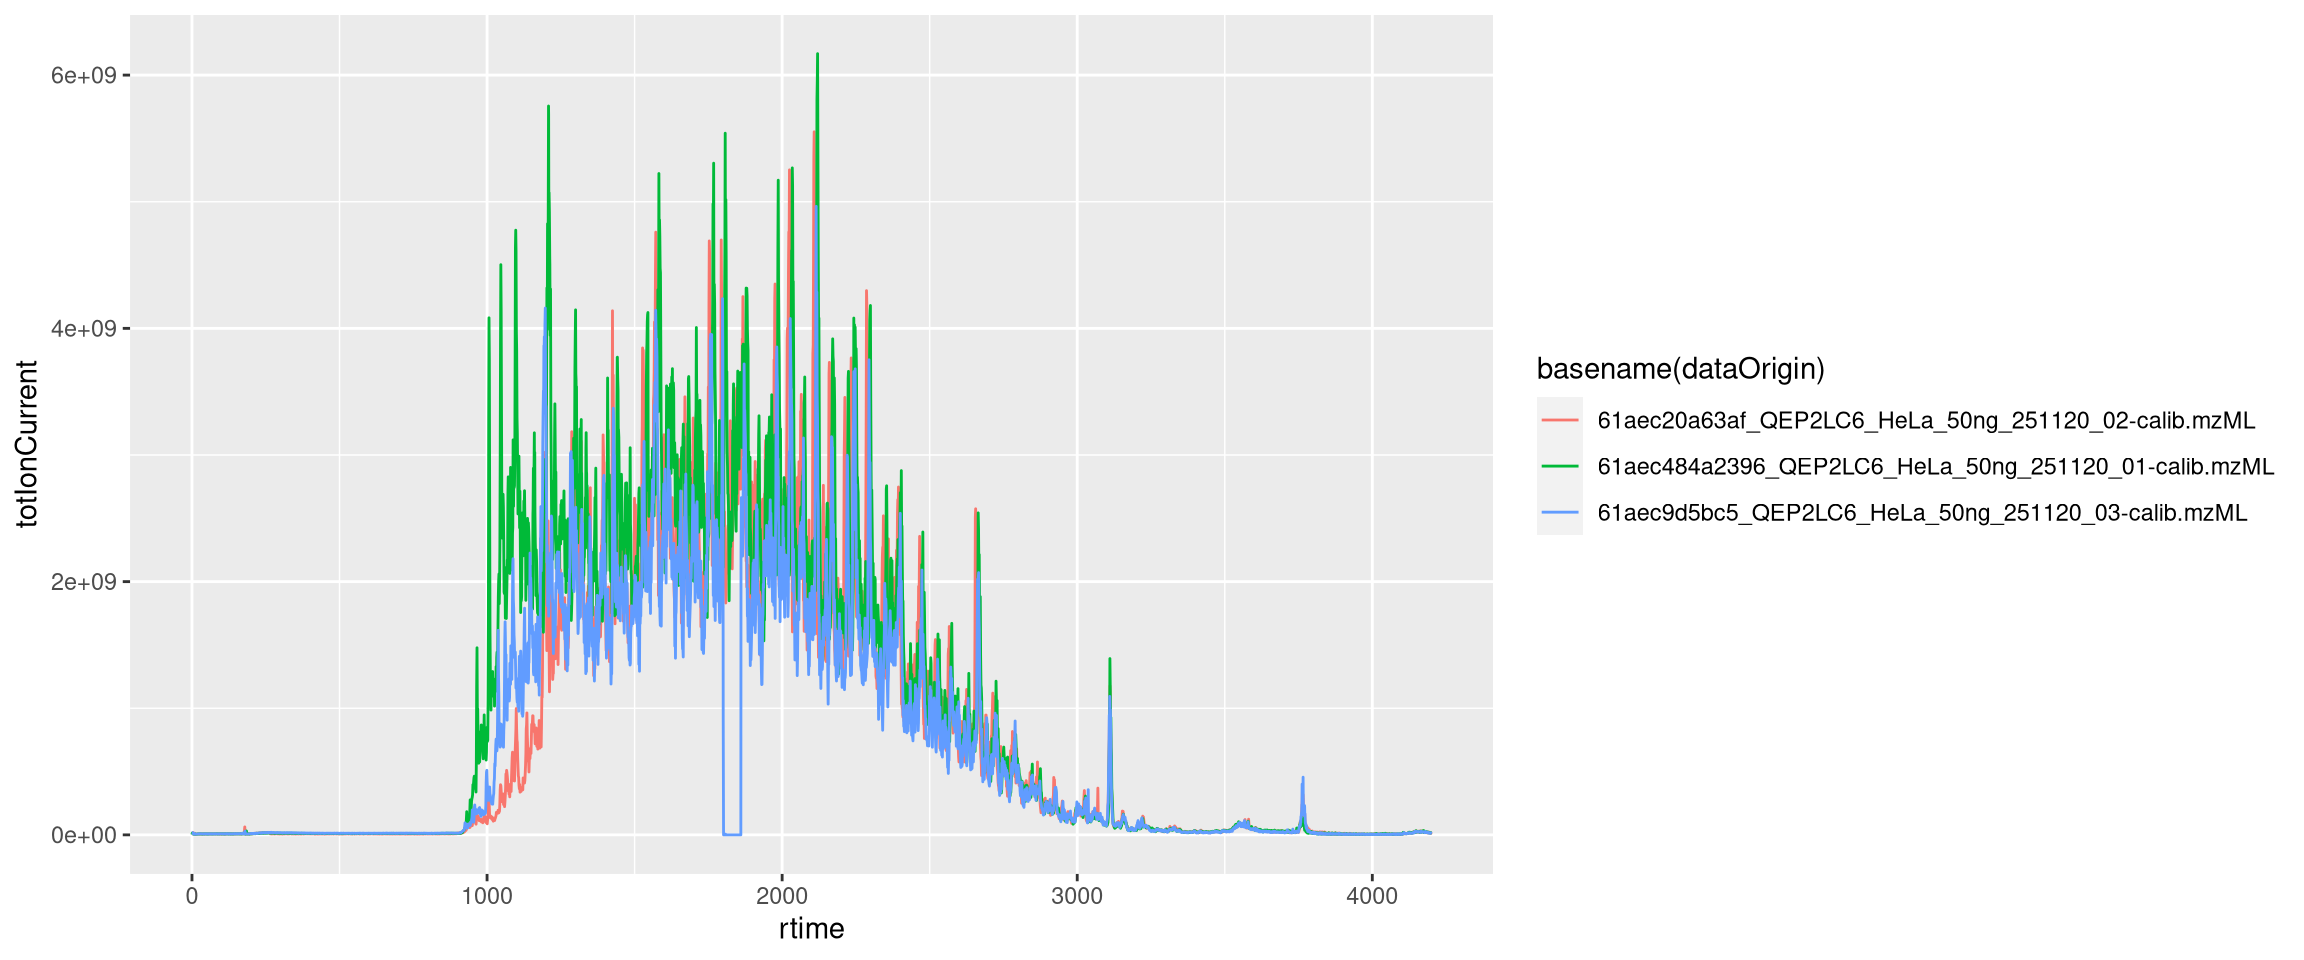 6e+09
4e+09
2e+09
0e+00
totIonCurrent
0
1000
2000
3000
4000
rtime
basename(dataOrigin)
61aec20a63af_QEP2LC6_HeLa_50ng_251120_02-calib.mzML
61aec484a2396_QEP2LC6_HeLa_50ng_251120_01-calib.mzML
61aec9d5bc5_QEP2LC6_HeLa_50ng_251120_03-calib.mzML